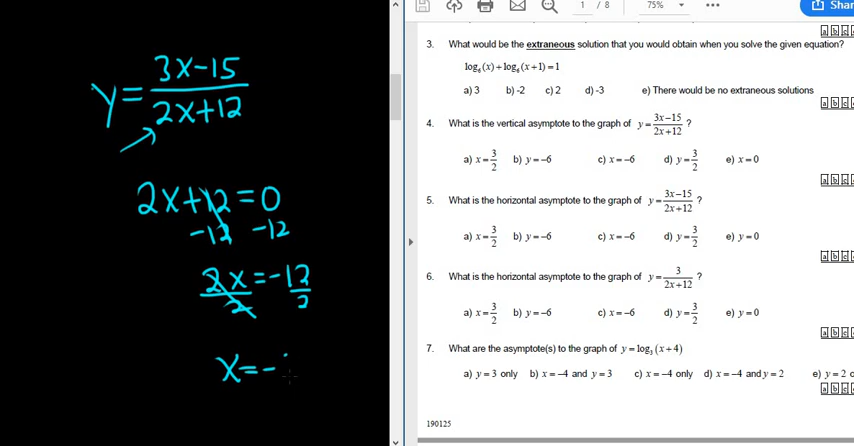 y = (3x-15)/(2x+12)
2x+12=0
-12 -12
2x/2 = -12/2
x=-
1 / 8
75%
Shar
a b c
3. What would be the extraneous solution that you would obtain when you solve the given equation?
log₆(x)+log₆(x+1)=1
a) 3 b) -2 c) 2 d) -3 e) There would be no extraneous solutions
a b c
4. What is the vertical asymptote to the graph of y = (3x−15)/(2x+12) ?
a) x = 3/2 b) y = −6 c) x = −6 d) y = 3/2 e) x = 0
a b c
5. What is the horizontal asymptote to the graph of y = (3x−15)/(2x+12) ?
a) x = 3/2 b) y = −6 c) x = −6 d) y = 3/2 e) y = 0
a b c
6. What is the horizontal asymptote to the graph of y = 3/(2x+12) ?
a) x = 3/2 b) y = −6 c) x = −6 d) y = 3/2 e) y = 0
a b c
7. What are the asymptote(s) to the graph of y = log₃(x+4)
a) y = 3 only b) x = −4 and y = 3 c) x = −4 only d) x = −4 and y = 2 e) y = 2
a b c
190125